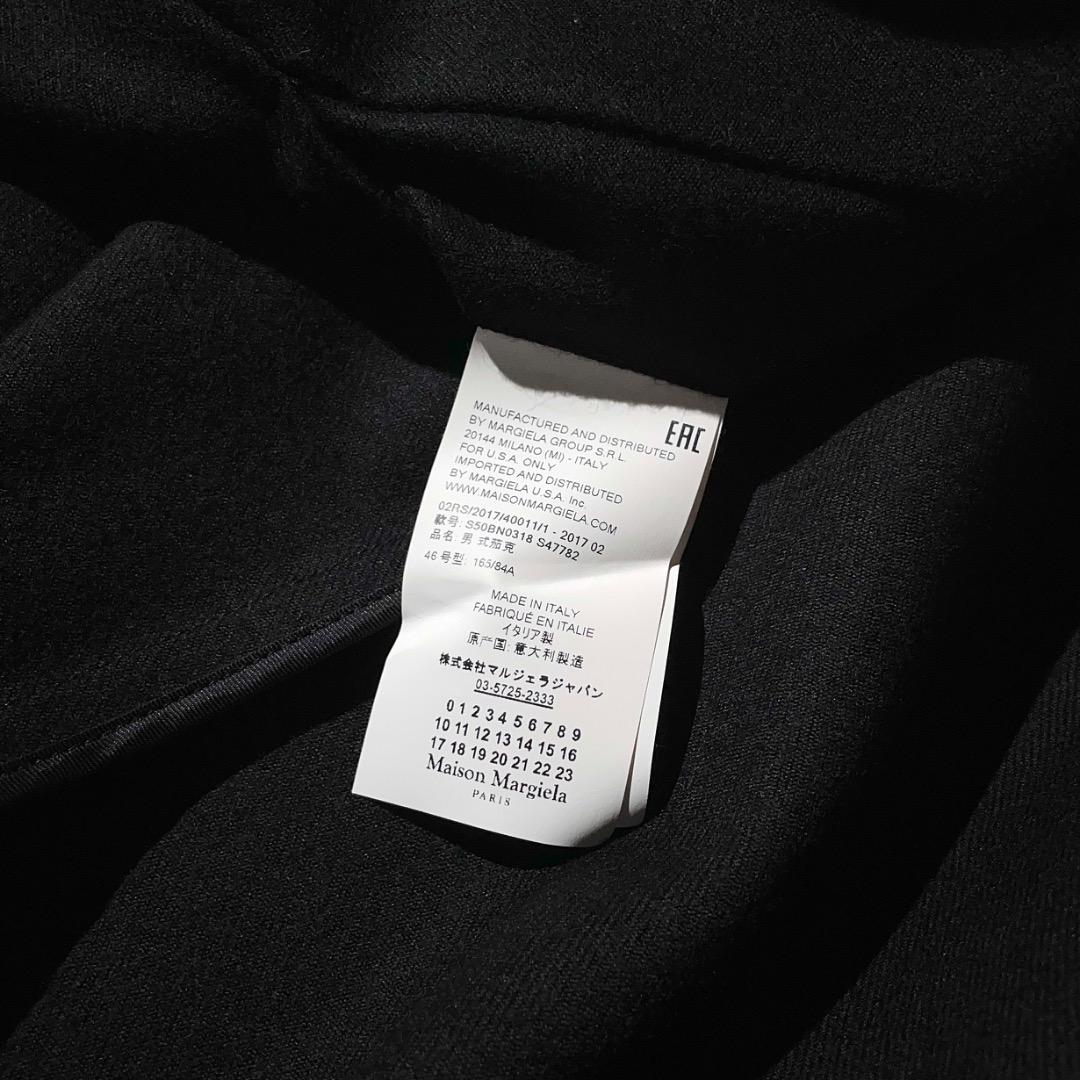 MANUFACTURED AND DISTRIBUTED
BY MARGIELA GROUP S.R.L.
20144 MILANO (MI) - ITALY
FOR U.S.A. ONLY
IMPORTED AND DISTRIBUTED
BY MARGIELA U.S.A. Inc.
WWW.MAISONMARGIELA.COM
EAC
02RS/2017/40011/1 - 2017 02
款号: S50BN0318 S47782
品名: 男 式茄克
46 号型: 165/84A
MADE IN ITALY
FABRIQUÉ EN ITALIE
イタリア製
原产国: 意大利製造
株式会社マルジェラジャパン
03-5725-2333
0 1 2 3 4 5 6 7 8 9
10 11 12 13 14 15 16
17 18 19 20 21 22 23
Maison Margiela
PARIS